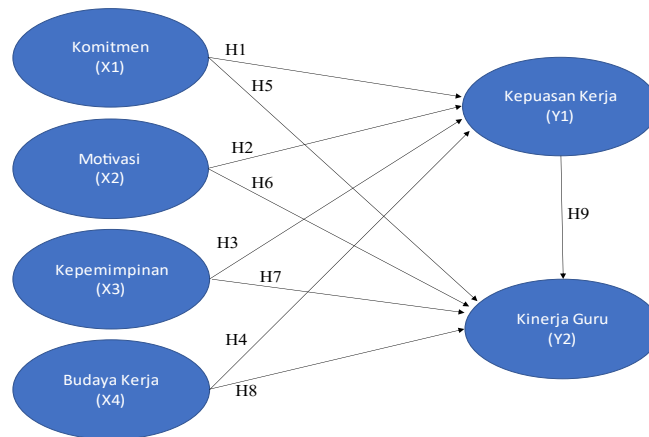 Komitmen
(X1)
H1
H5
Kepuasan Kerja
(Y1)
Motivasi
(X2)
H2
H6
H9
Kepemimpinan
(X3)
H3
H7
Kinerja Guru
(Y2)
H4
Budaya Kerja
(X4)
H8